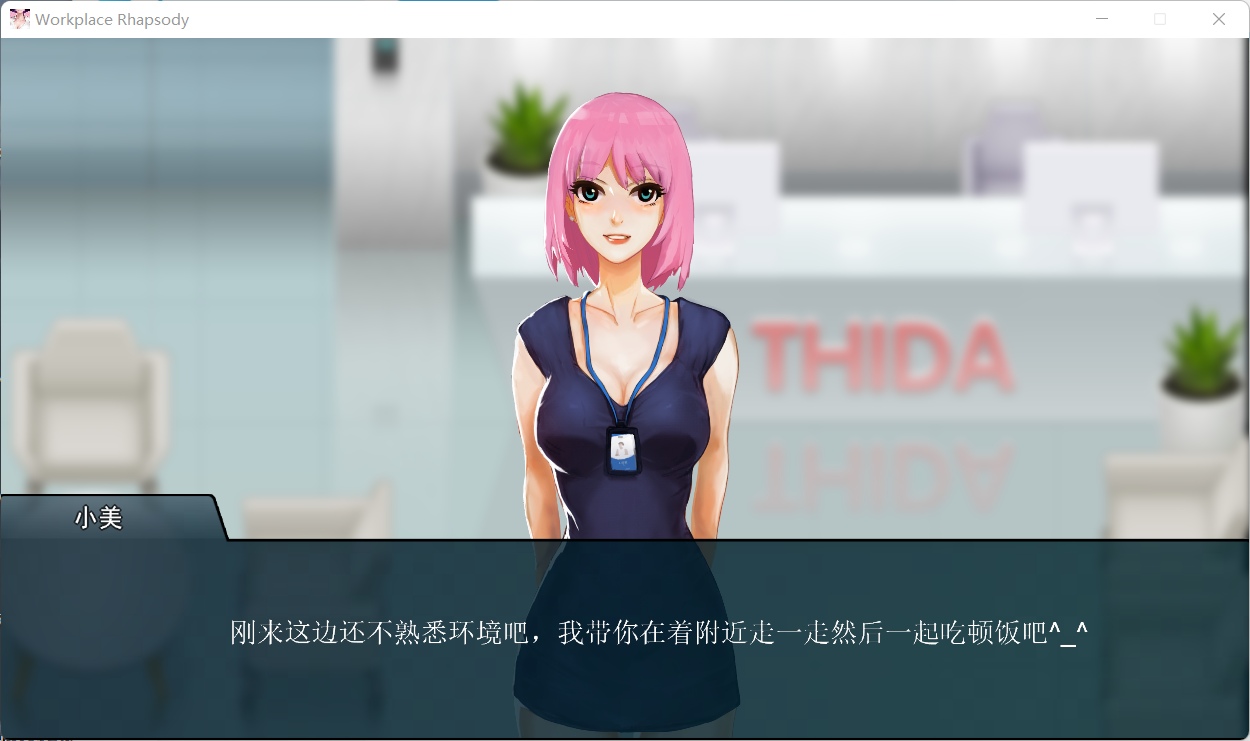 Workplace Rhapsody
THIDA
小美
刚来这边还不熟悉环境吧，我带你在着附近走一走然后一起吃顿饭吧^_^